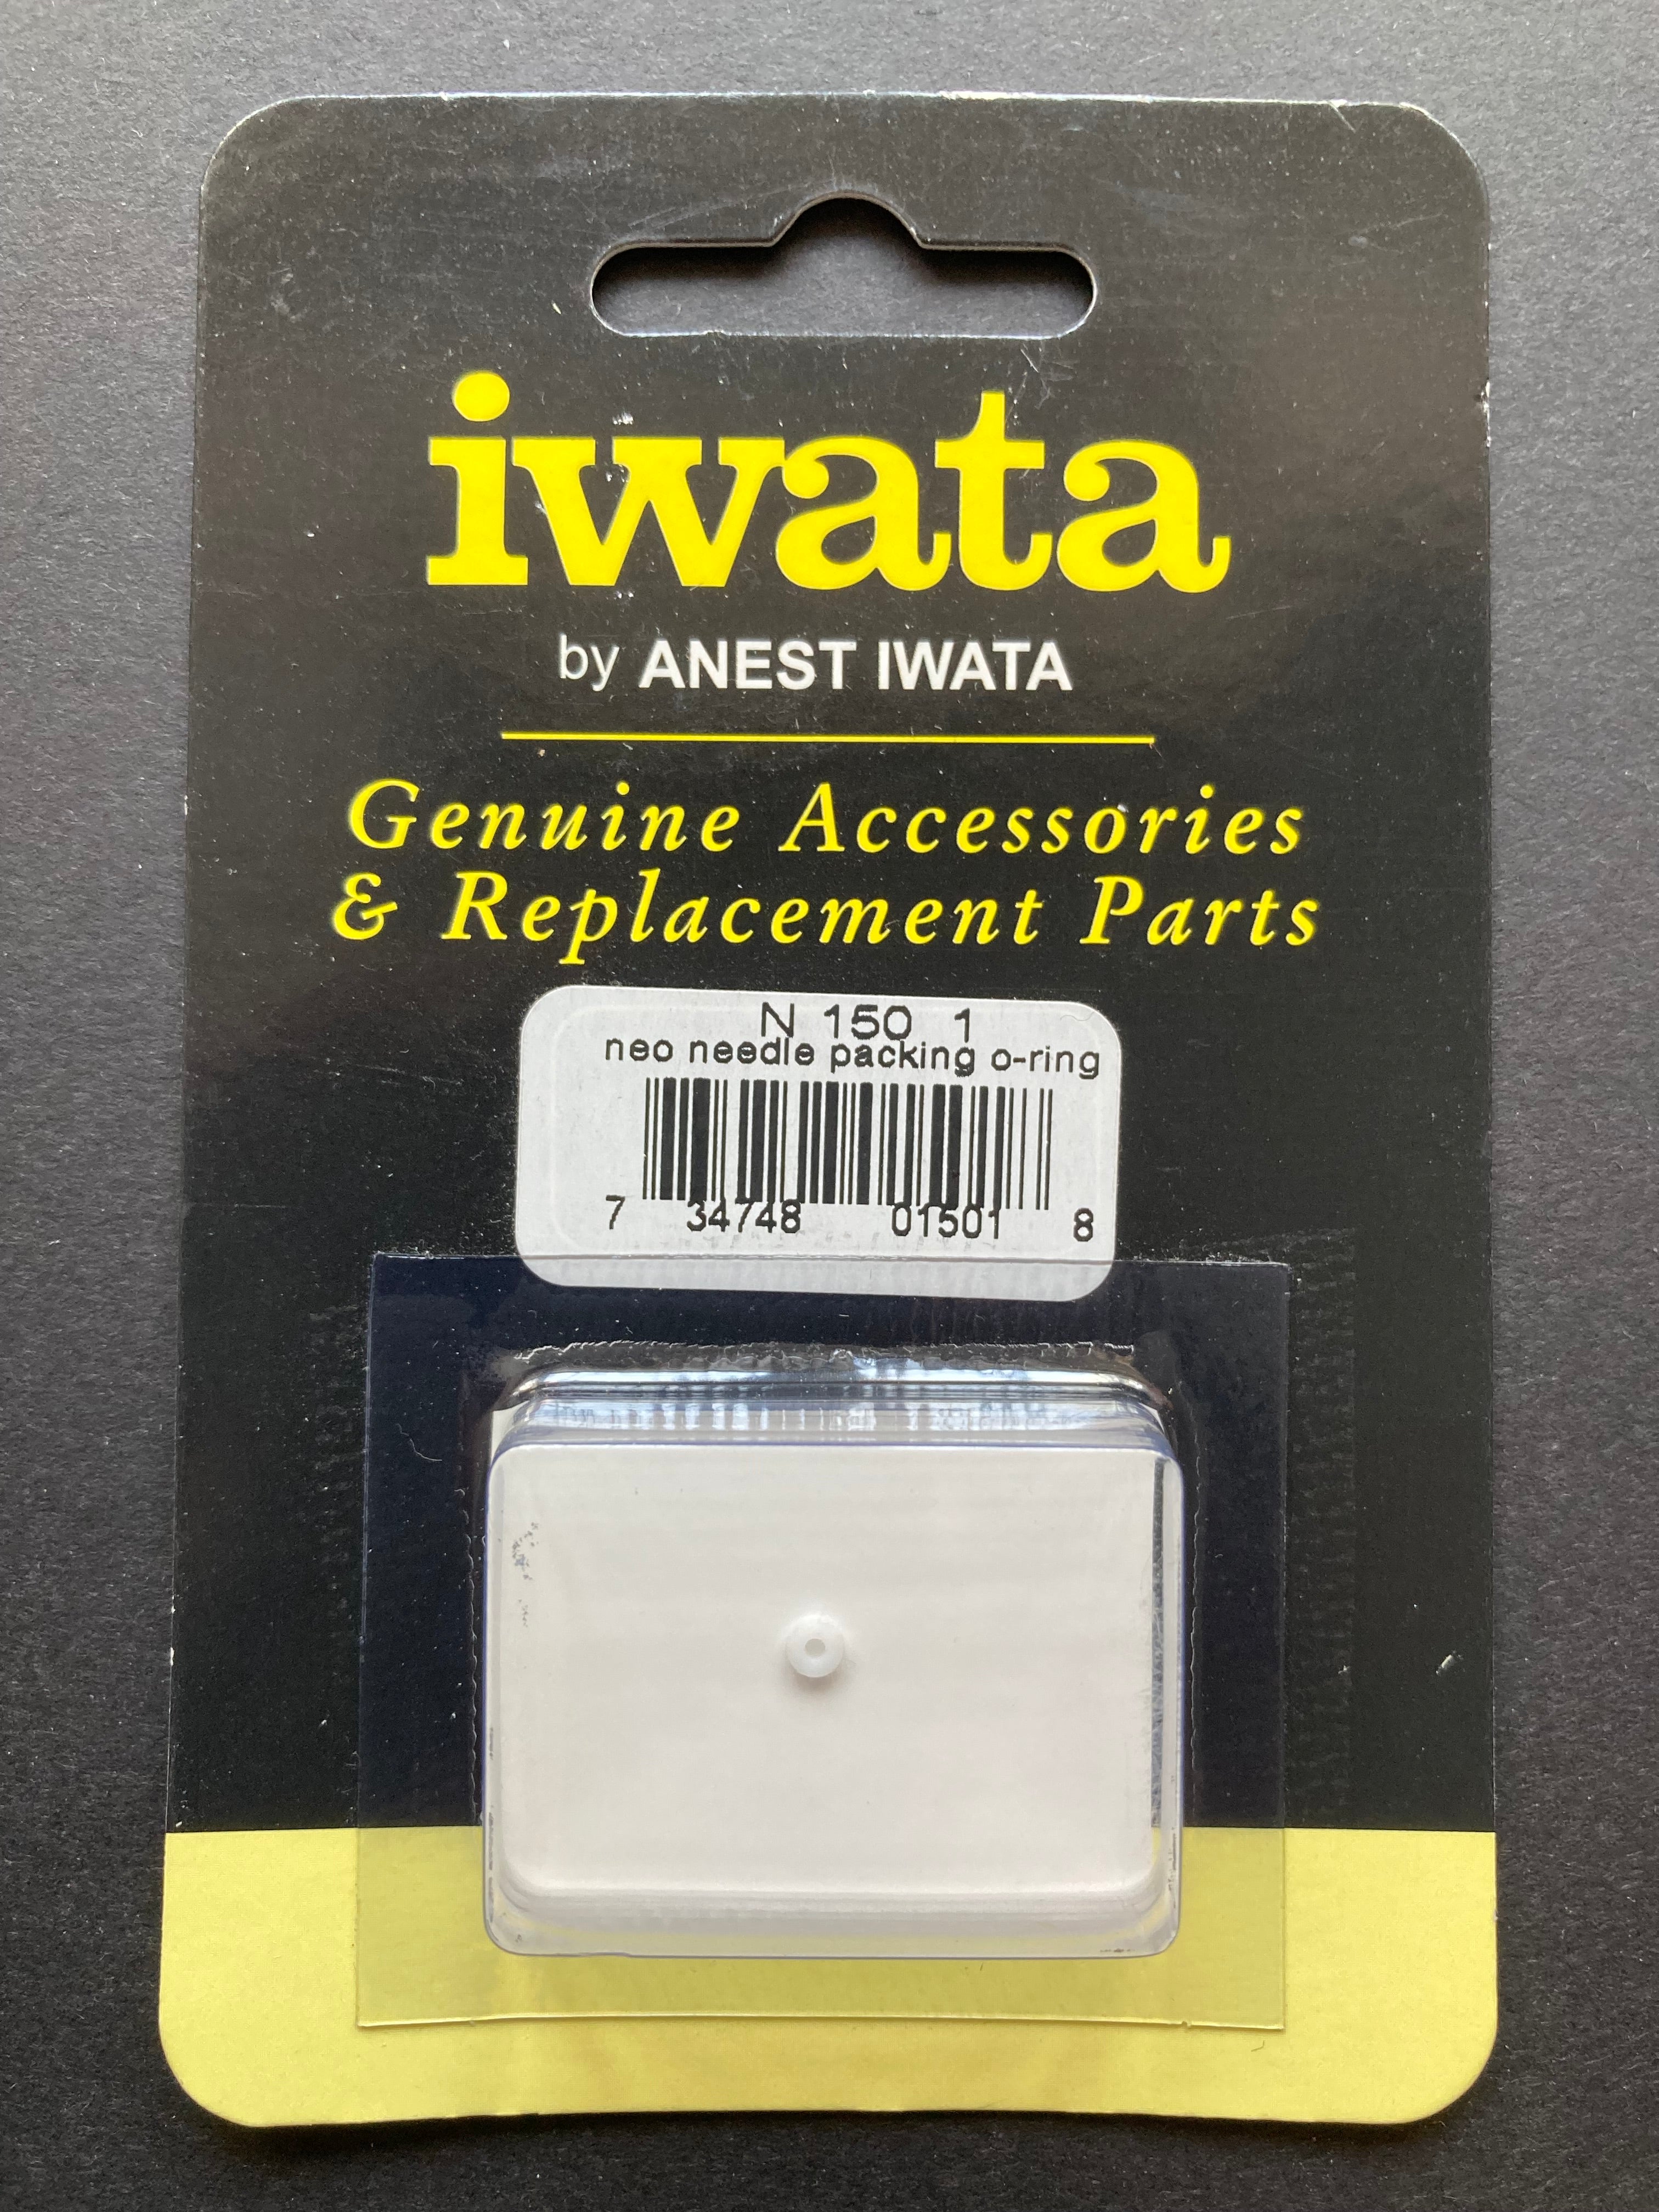 iwata
by ANEST IWATA
Genuine Accessories
& Replacement Parts
N 150 1
neo needle packing o-ring
7 34748 01501 8